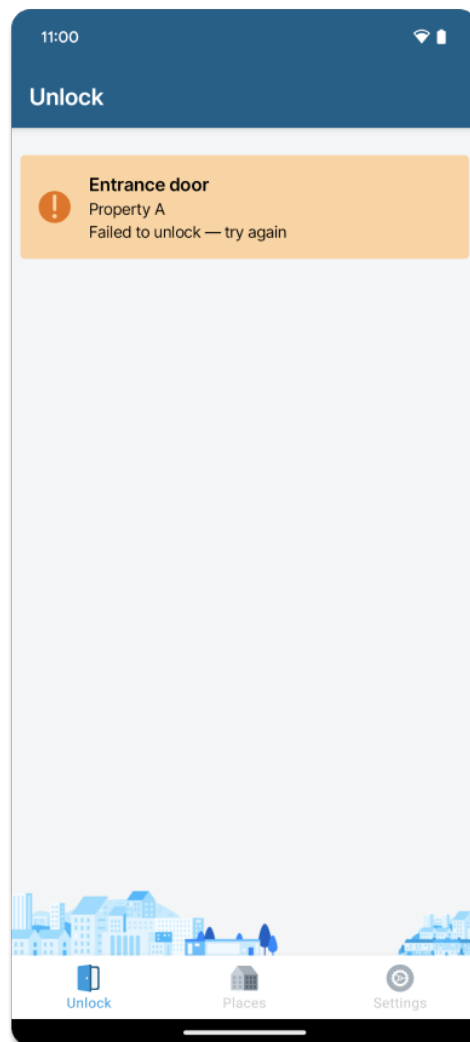 11:00
Unlock
Entrance door
Property A
Failed to unlock — try again
Unlock
Places
Settings